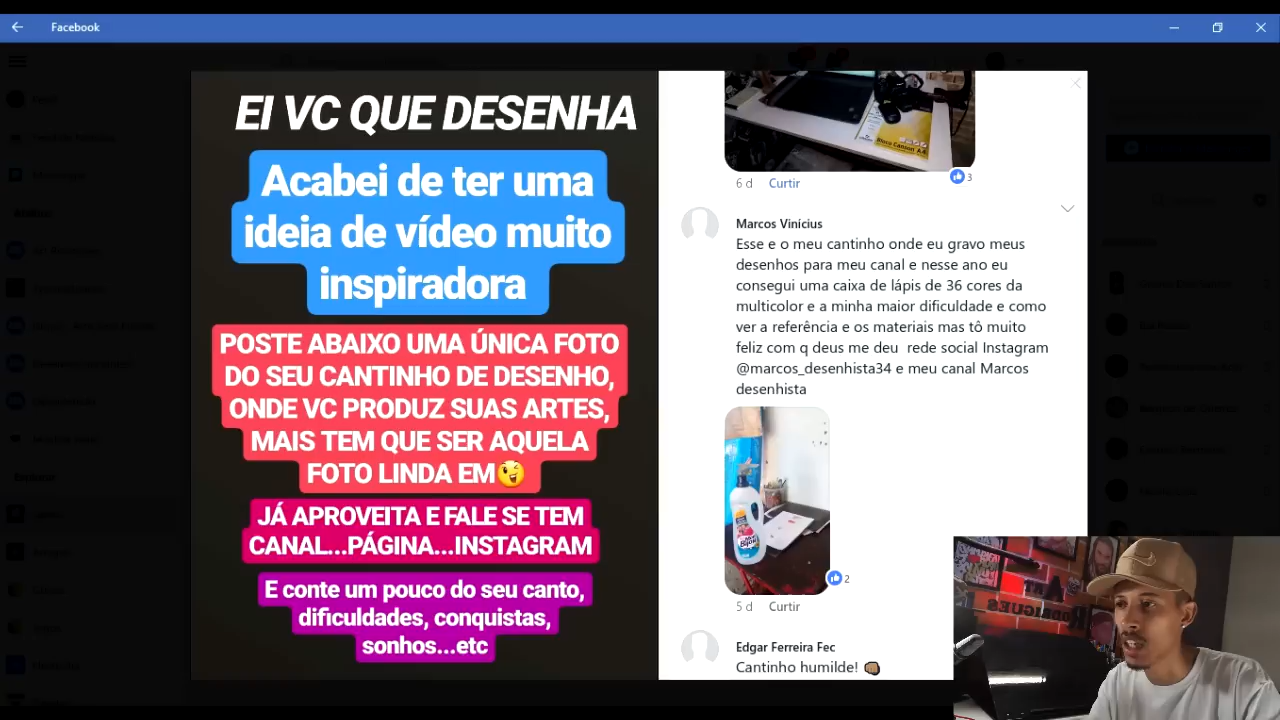 Facebook
EI VC QUE DESENHA
Acabei de ter uma
ideia de vídeo muito
inspiradora
POSTE ABAIXO UMA ÚNICA FOTO
DO SEU CANTINHO DE DESENHO,
ONDE VC PRODUZ SUAS ARTES,
MAIS TEM QUE SER AQUELA
FOTO LINDA EM😉
JÁ APROVEITA E FALE SE TEM
CANAL...PÁGINA...INSTAGRAM
E conte um pouco do seu canto,
dificuldades, conquistas,
sonhos...etc
Bloco Canson A4
6 d Curtir
3
Marcos Vinícius
Esse e o meu cantinho onde eu gravo meus
desenhos para meu canal e nesse ano eu
consegui uma caixa de lápis de 36 cores da
multicolor e a minha maior dificuldade e como
ver a referência e os materiais mas tô muito
feliz com q deus me deu  rede social Instagram
@marcos_desenhista34 e meu canal Marcos
desenhista
2
5 d Curtir
Edgar Ferreira Fec
Cantinho humilde! 👊🏾